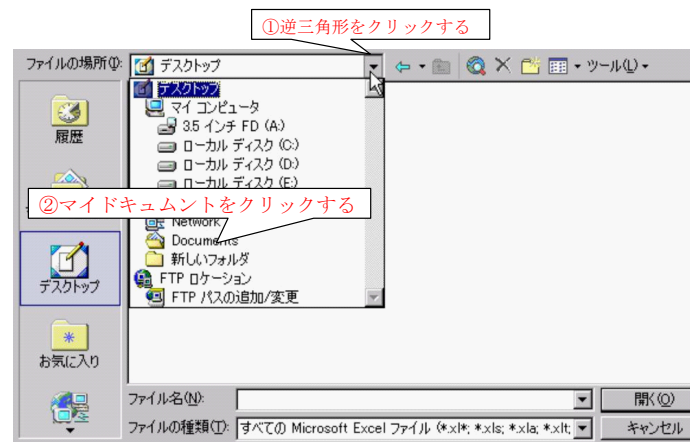 ①逆三角形をクリックする
ファイルの場所(I):
デスクトップ
ツール(L)
デスクトップ
マイ コンピュータ
3.5 インチ FD (A:)
ローカル ディスク (C:)
ローカル ディスク (D:)
ローカル ディスク (E:)
②マイドキュムントをクリックする
Network
Documents
新しいフォルダ
FTP ロケーション
FTP パスの追加/変更
履歴
デスクトップ
お気に入り
ファイル名(N):
開く(O)
ファイルの種類(T):
すべての Microsoft Excel ファイル (*.xl*; *.xls; *.xla; *.xlt;
キャンセル